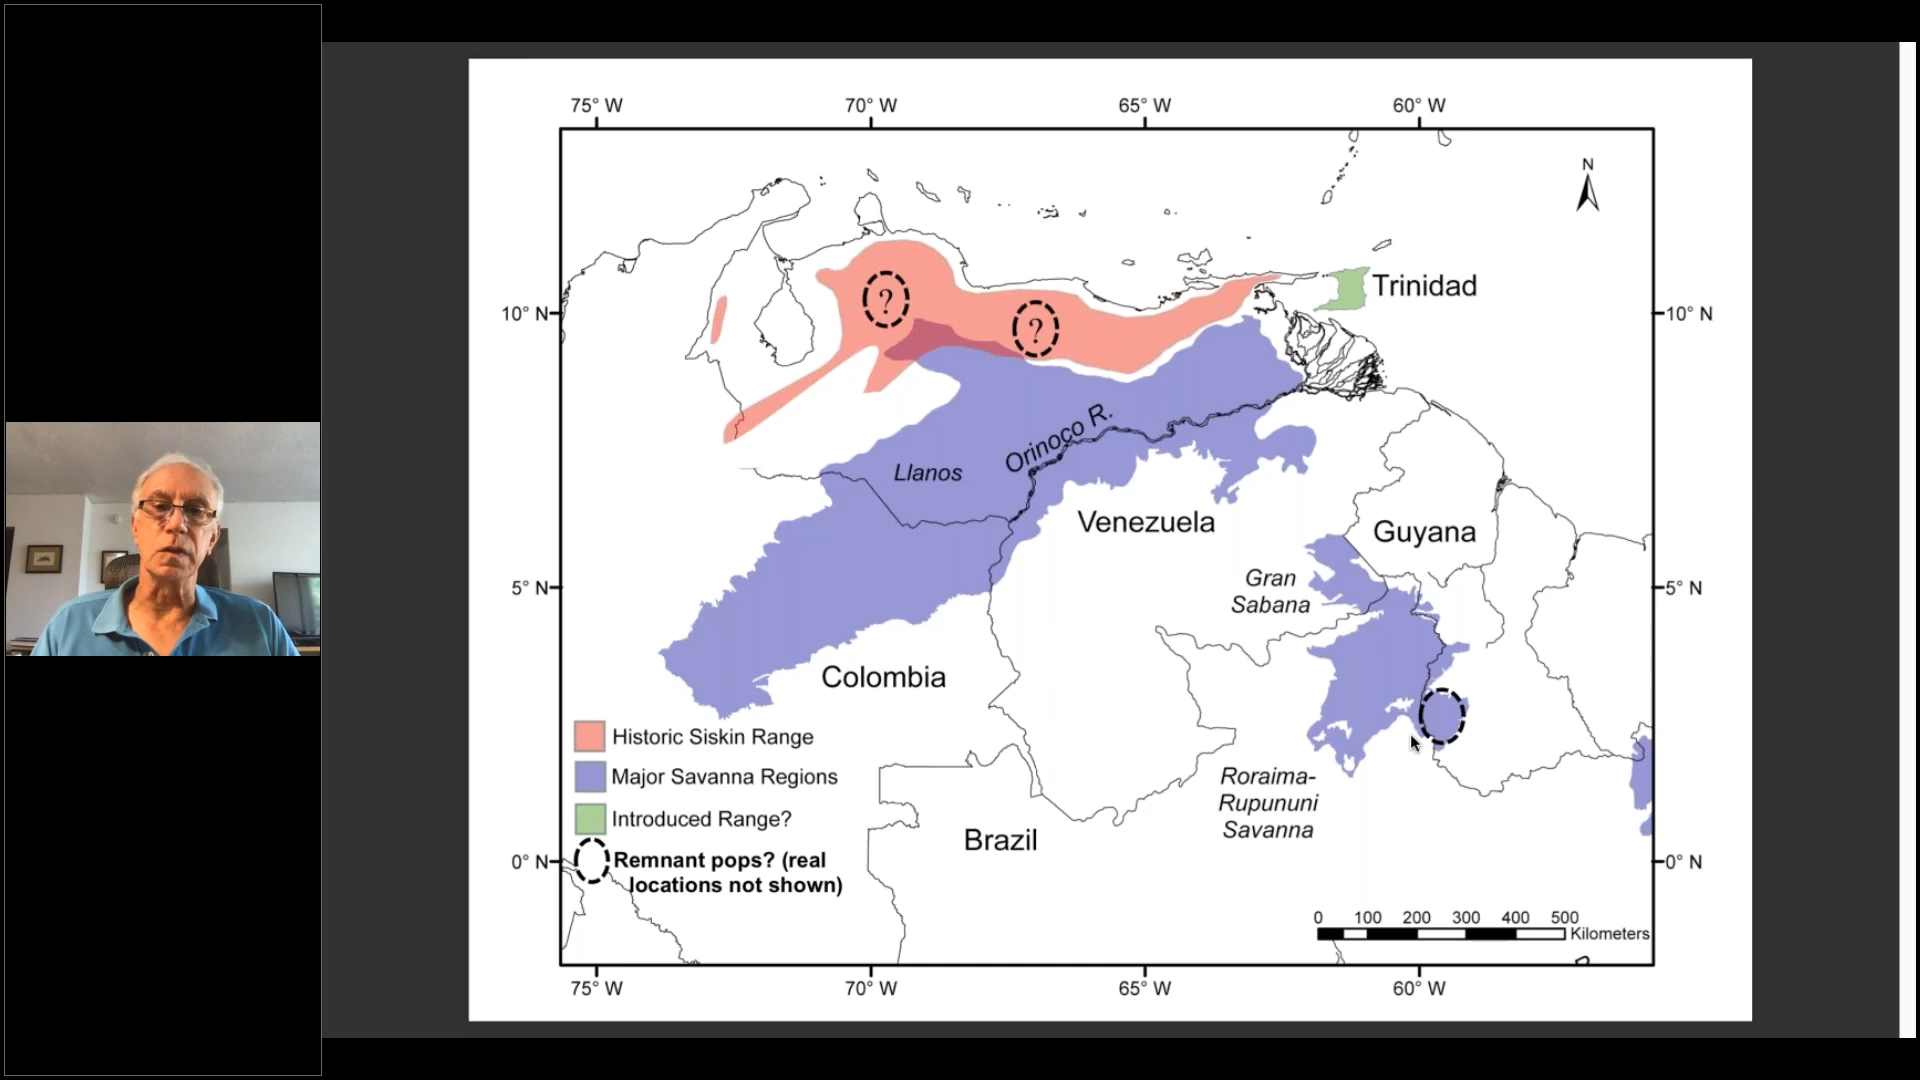 75° W 70° W 65° W 60° W
N
Trinidad
10° N 10° N
?
?
Orinoco R.
Llanos
Venezuela
Guyana
Gran
Sabana
5° N 5° N
Colombia
Historic Siskin Range
Major Savanna Regions
Introduced Range?
Remnant pops? (real
locations not shown)
Roraima-
Rupununi
Savanna
Brazil
0° N 0° N
0 100 200 300 400 500
Kilometers
75° W 70° W 65° W 60° W